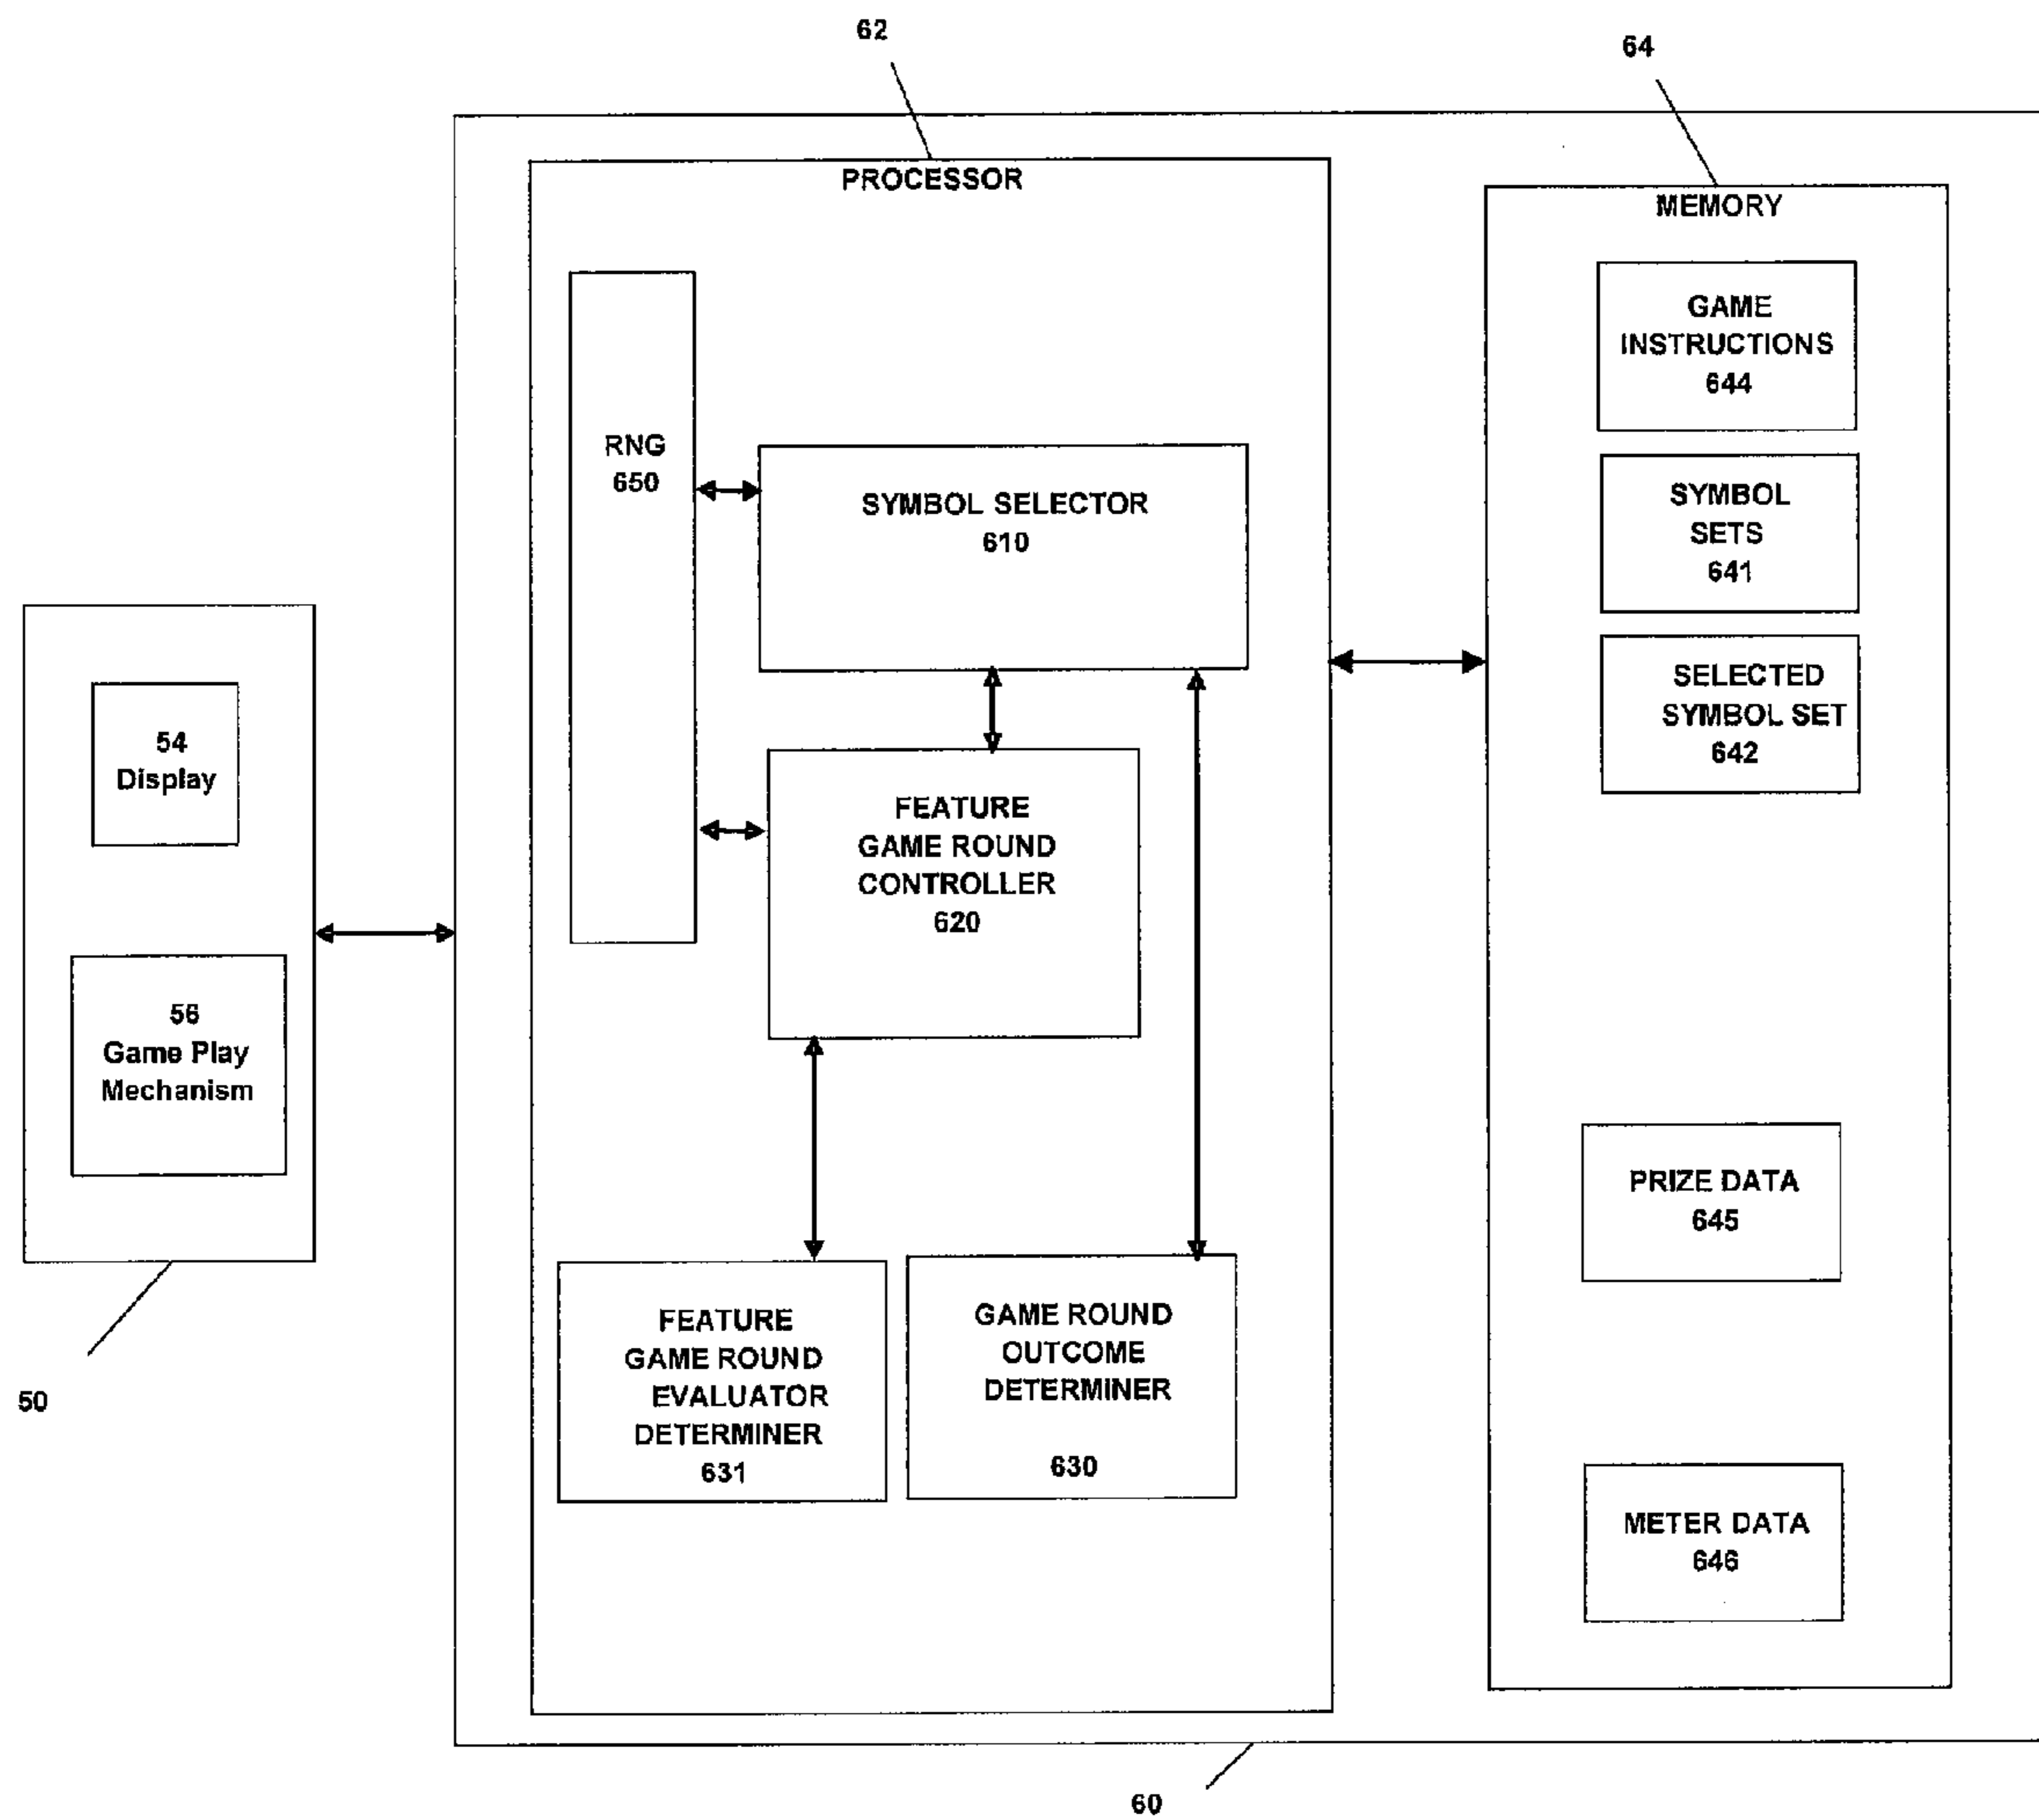 62
64
PROCESSOR
MEMORY
GAME
INSTRUCTIONS
644
RNG
650
SYMBOL SELECTOR
610
SYMBOL
SETS
641
SELECTED
SYMBOL SET
642
54
Display
FEATURE
GAME ROUND
CONTROLLER
620
56
Game Play
Mechanism
PRIZE DATA
645
FEATURE
GAME ROUND
EVALUATOR
DETERMINER
631
GAME ROUND
OUTCOME
DETERMINER
630
50
METER DATA
646
60